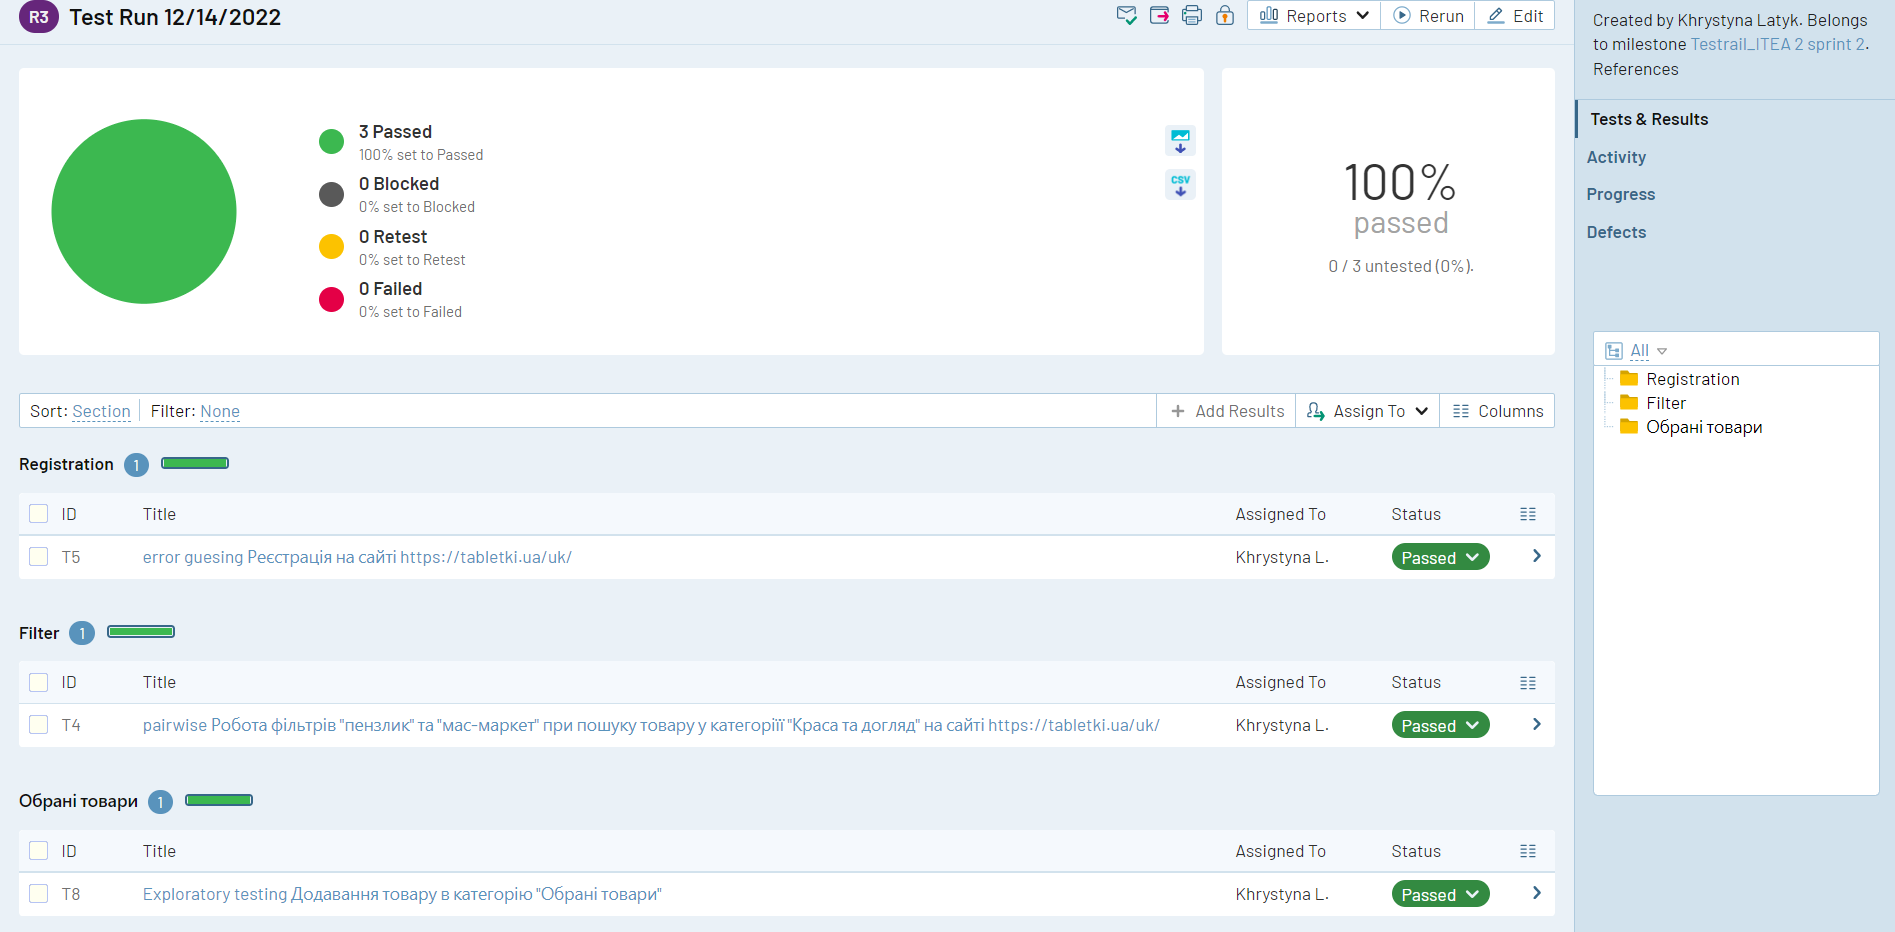 R3 Test Run 12/14/2022
Reports Rerun Edit
3 Passed
100% set to Passed
0 Blocked
0% set to Blocked
0 Retest
0% set to Retest
0 Failed
0% set to Failed
CSV
100%
passed
0 / 3 untested (0%).
Sort: Section Filter: None
Add Results Assign To Columns
Registration 1
ID Title Assigned To Status
T5 error guesing Реєстрація на сайті https://tabletki.ua/uk/ Khrystyna L. Passed
Filter 1
ID Title Assigned To Status
T4 pairwise Робота фільтрів "пензлик" та "мас-маркет" при пошуку товару у категоріїї "Краса та догляд" на сайті https://tabletki.ua/uk/ Khrystyna L. Passed
Обрані товари 1
ID Title Assigned To Status
T8 Exploratory testing Додавання товару в категорію "Обрані товари" Khrystyna L. Passed
Created by Khrystyna Latyk. Belongs
to milestone Testrail_ITEA 2 sprint 2.
References
Tests & Results
Activity
Progress
Defects
All
Registration
Filter
Обрані товари